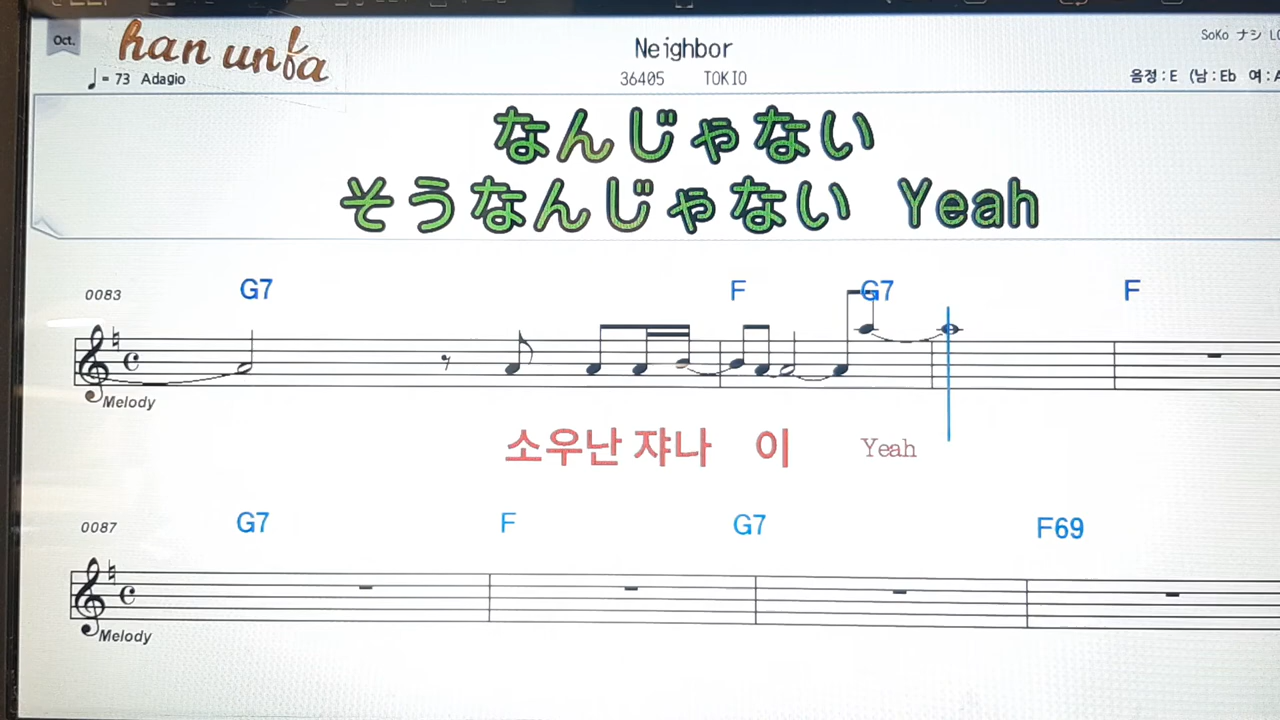 Oct.
han unfa
Neighbor
SoKo ナシ
♩= 73 Adagio
36405 TOKIO
음정:E (남:Eb 여:A
なんじゃない
そうなんじゃない Yeah
0083 G7 F G7 F
Melody
소우난 쟈나 이 Yeah
0087 G7 F G7 F69
Melody